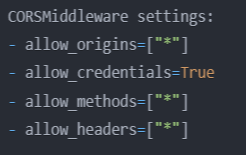 CORSMiddleware settings:
- allow_origins=["*"]
- allow_credentials=True
- allow_methods=["*"]
- allow_headers=["*"]